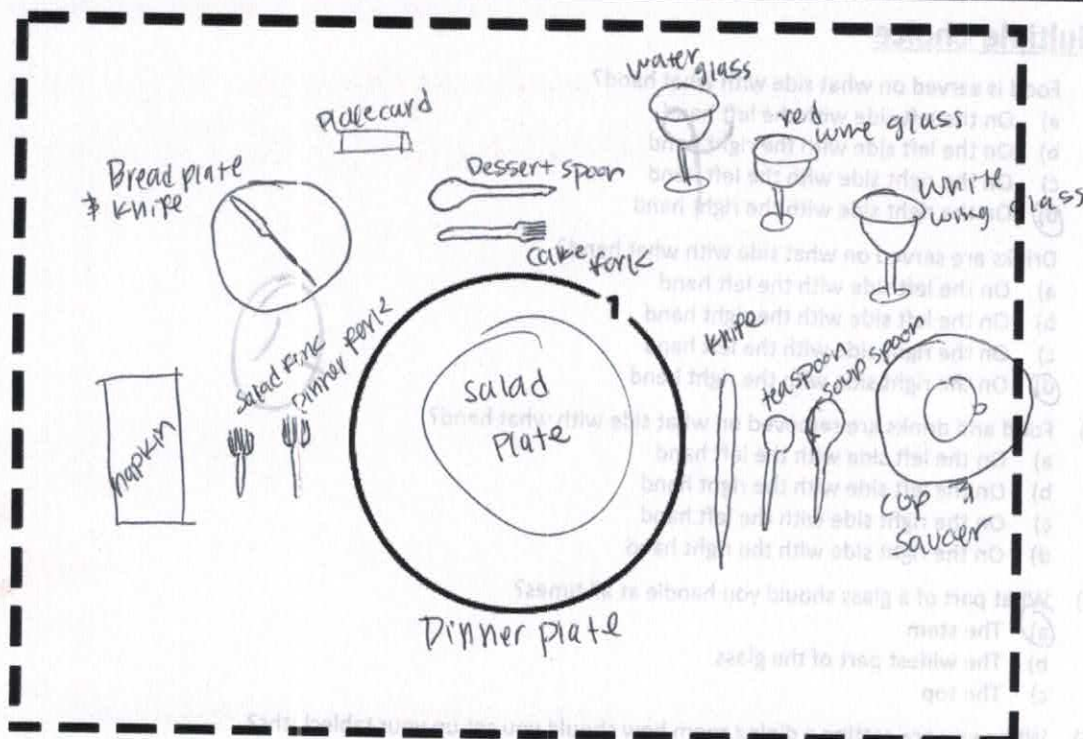 water glass
Placecard
red wine glass
Bread plate
& knife
Dessert spoon
white
wine glass
cake fork
knife
teaspoon
soup spoon
salad fork
Dinner fork
salad
plate
napkin
cup &
saucer
Dinner plate